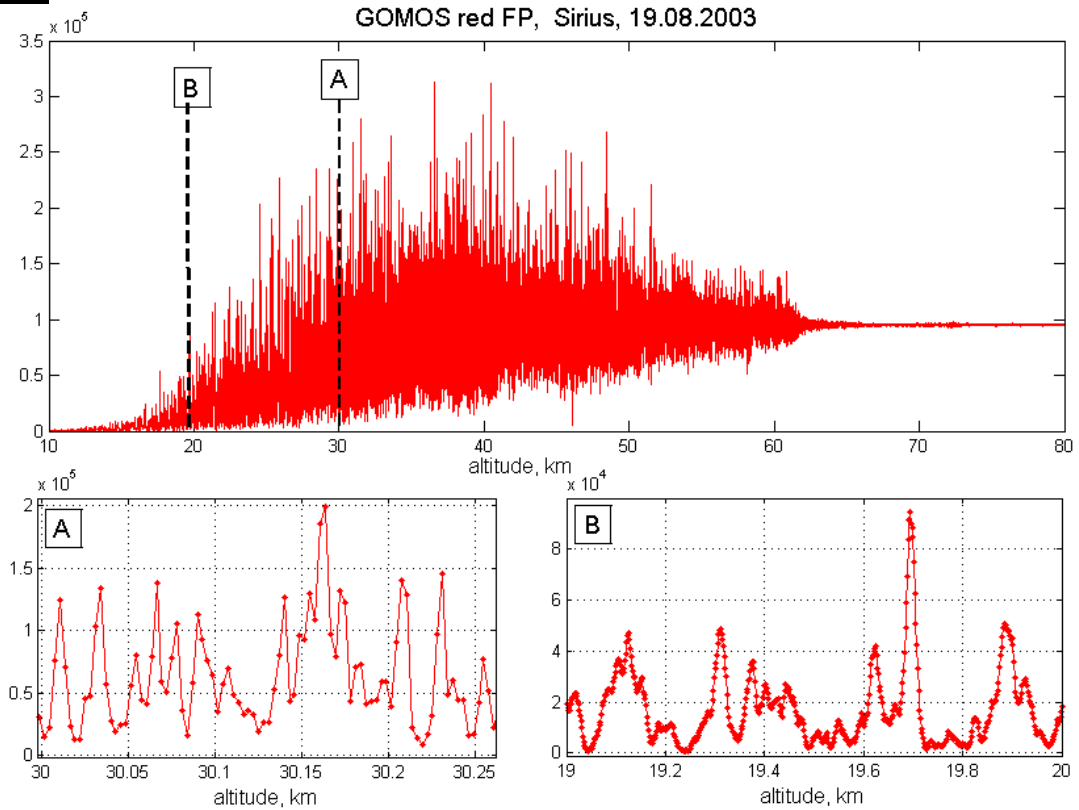 GOMOS red FP, Sirius, 19.08.2003
x 10^5
3.5
3
2.5
2
1.5
1
0.5
0
B
A
10 20 30 40 50 60 70 80
altitude, km
x 10^5
2
1.5
1
0.5
0
A
30 30.05 30.1 30.15 30.2 30.25
altitude, km
x 10^4
8
6
4
2
0
B
19 19.2 19.4 19.6 19.8 20
altitude, km